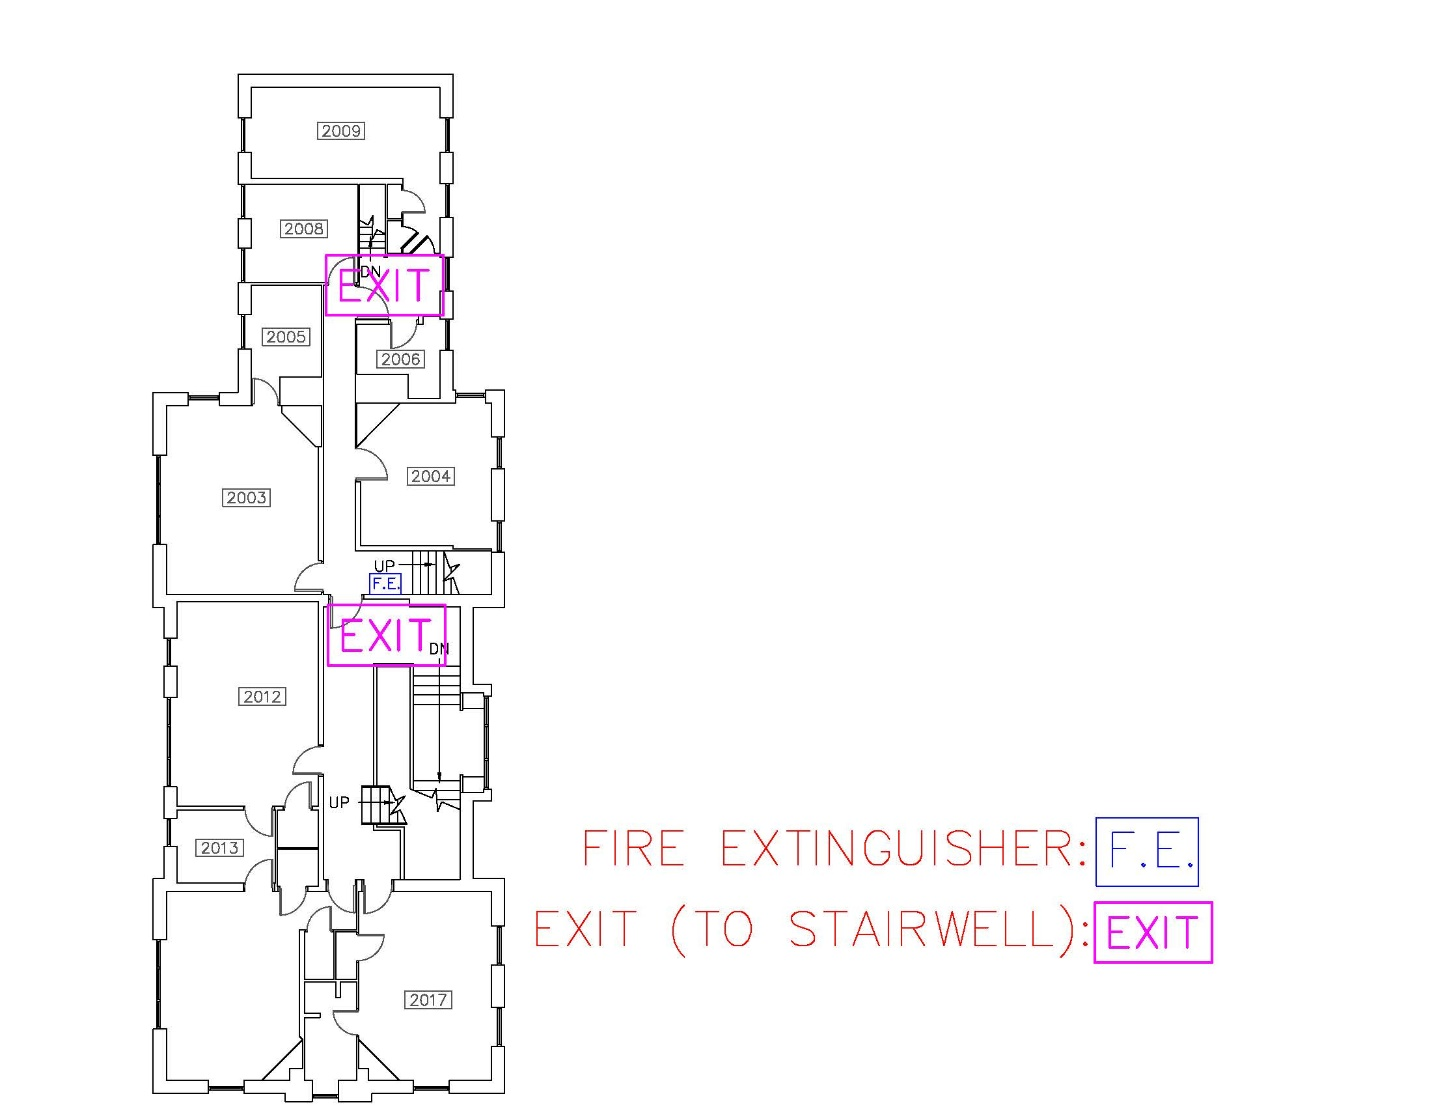 2009
2008
DN
EXIT
2005
2006
2004
2003
UP
F.E.
EXIT
DN
2012
UP
2013
FIRE EXTINGUISHER: F.E.
EXIT (TO STAIRWELL): EXIT
2017